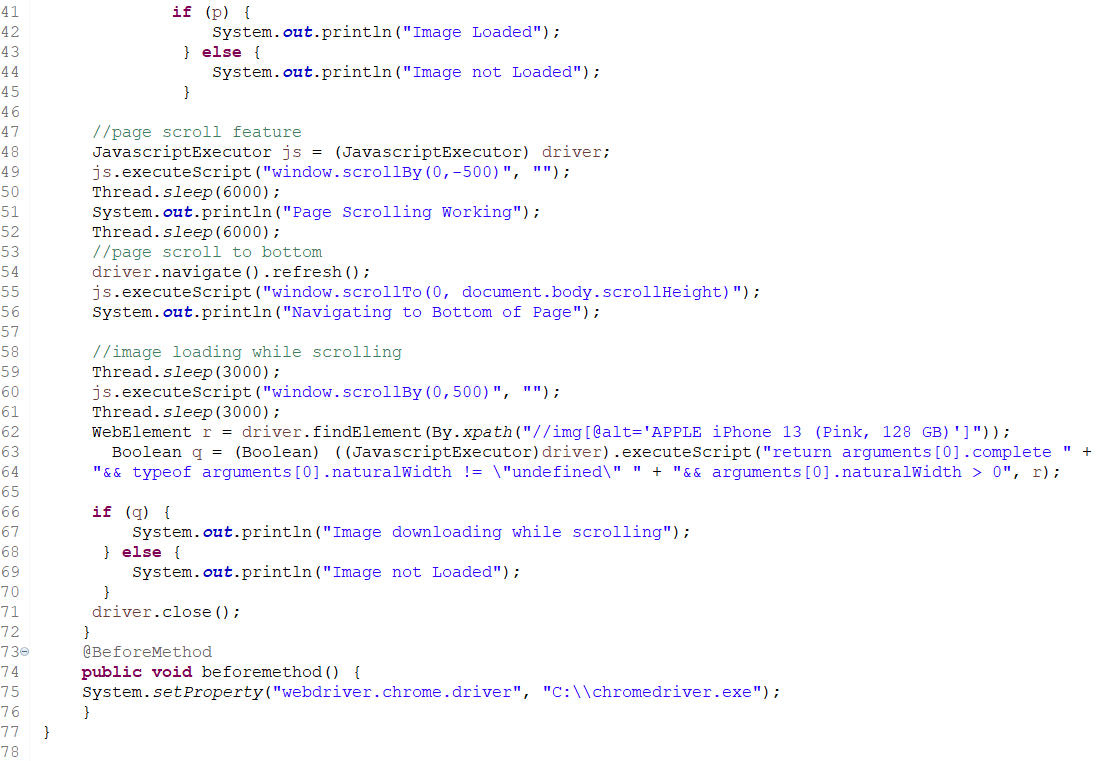 41 if (p) {
42 System.out.println("Image Loaded");
43 } else {
44 System.out.println("Image not Loaded");
45 }
46
47 //page scroll feature
48 JavascriptExecutor js = (JavascriptExecutor) driver;
49 js.executeScript("window.scrollBy(0,-500)", "");
50 Thread.sleep(6000);
51 System.out.println("Page Scrolling Working");
52 Thread.sleep(6000);
53 //page scroll to bottom
54 driver.navigate().refresh();
55 js.executeScript("window.scrollTo(0, document.body.scrollHeight)");
56 System.out.println("Navigating to Bottom of Page");
57
58 //image loading while scrolling
59 Thread.sleep(3000);
60 js.executeScript("window.scrollBy(0,500)", "");
61 Thread.sleep(3000);
62 WebElement r = driver.findElement(By.xpath("//img[@alt='APPLE iPhone 13 (Pink, 128 GB)']"));
63 Boolean q = (Boolean) ((JavascriptExecutor)driver).executeScript("return arguments[0].complete " +
64 "&& typeof arguments[0].naturalWidth != \"undefined\" " + "&& arguments[0].naturalWidth > 0", r);
65
66 if (q) {
67 System.out.println("Image downloading while scrolling");
68 } else {
69 System.out.println("Image not Loaded");
70 }
71 driver.close();
72 }
73 @BeforeMethod
74 public void beforemethod() {
75 System.setProperty("webdriver.chrome.driver", "C:\\chromedriver.exe");
76 }
77 }
78